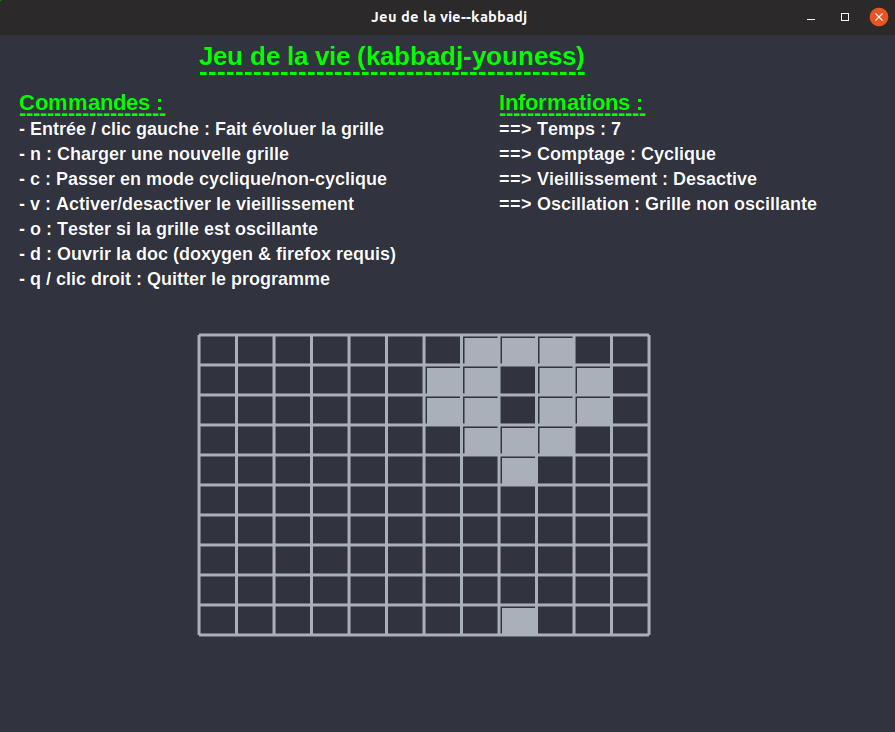 Jeu de la vie--kabbadj
Jeu de la vie (kabbadj-youness)
Commandes :
- Entrée / clic gauche : Fait évoluer la grille
- n : Charger une nouvelle grille
- c : Passer en mode cyclique/non-cyclique
- v : Activer/desactiver le vieillissement
- o : Tester si la grille est oscillante
- d : Ouvrir la doc (doxygen & firefox requis)
- q / clic droit : Quitter le programme
Informations :
==> Temps : 7
==> Comptage : Cyclique
==> Vieillissement : Desactive
==> Oscillation : Grille non oscillante